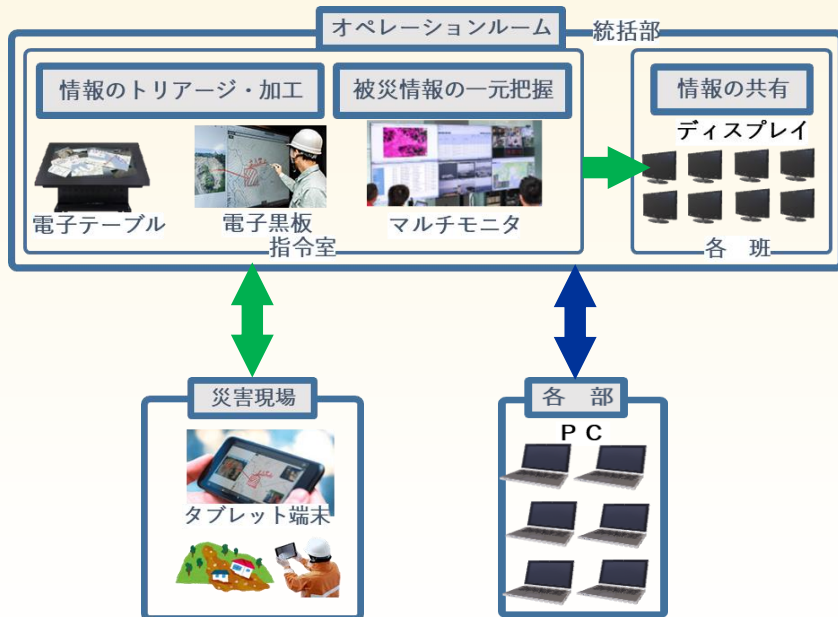 オペレーションルーム
統括部
情報のトリアージ・加工
被災情報の一元把握
情報の共有
ディスプレイ
電子テーブル
電子黒板
マルチモニタ
指令室
各　班
災害現場
各　部
ＰＣ
タブレット端末